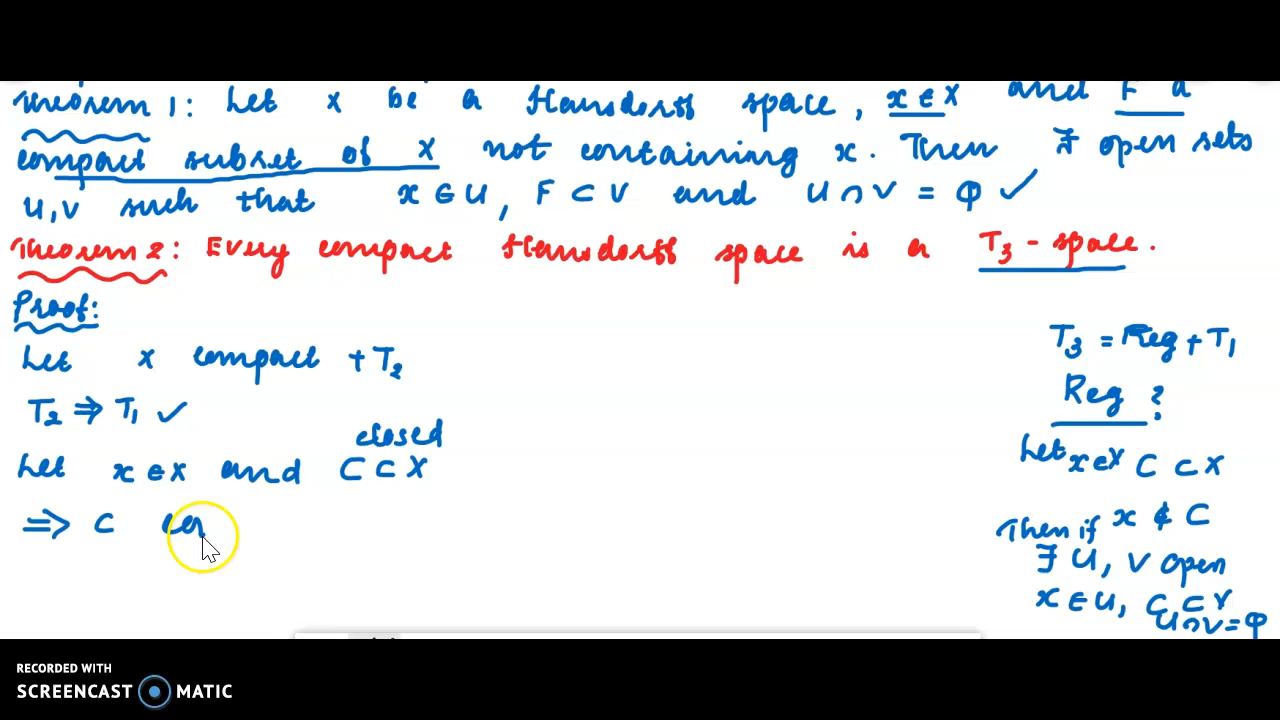 Theorem 1: Let X be a Hausdorff space, x ∈ X and F a
compact subset of X not containing x. Then ∃ open sets
U, V such that x ∈ U, F ⊂ V and U ∩ V = φ ✓
Theorem 2: Every compact Hausdorff space is a T₃ - space.
Proof:
Let X compact + T₂
T₂ ⇒ T₁ ✓
closed
Let x ∈ X and C ⊂ X
⇒ C com
T₃ = Reg + T₁
Reg ?
Let x ∈ X C ⊂ X
Then if x ∉ C
∃ U, V open
x ∈ U, C ⊂ V
U ∩ V = φ
RECORDED WITH
SCREENCAST MATIC